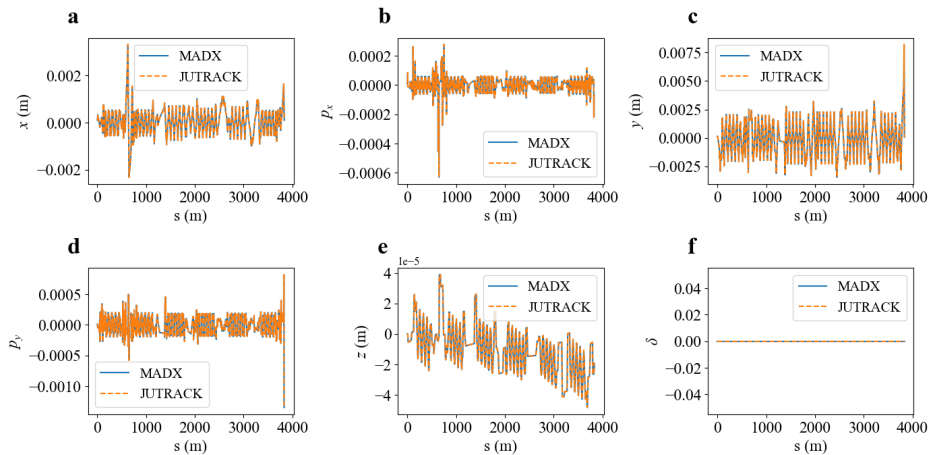 a
0.002
0.000
−0.002
x (m)
MADX
JUTRACK
0 1000 2000 3000 4000
s (m)
b
0.0002
0.0000
−0.0002
−0.0004
−0.0006
pₓ
MADX
JUTRACK
0 1000 2000 3000 4000
s (m)
c
0.0075
0.0050
0.0025
0.0000
−0.0025
y (m)
MADX
JUTRACK
0 1000 2000 3000 4000
s (m)
d
0.0005
0.0000
−0.0005
−0.0010
p_y
MADX
JUTRACK
0 1000 2000 3000 4000
s (m)
e
1e−5
4
2
0
−2
−4
z (m)
MADX
JUTRACK
0 1000 2000 3000 4000
s (m)
f
0.04
0.02
0.00
−0.02
−0.04
δ
MADX
JUTRACK
0 1000 2000 3000 4000
s (m)